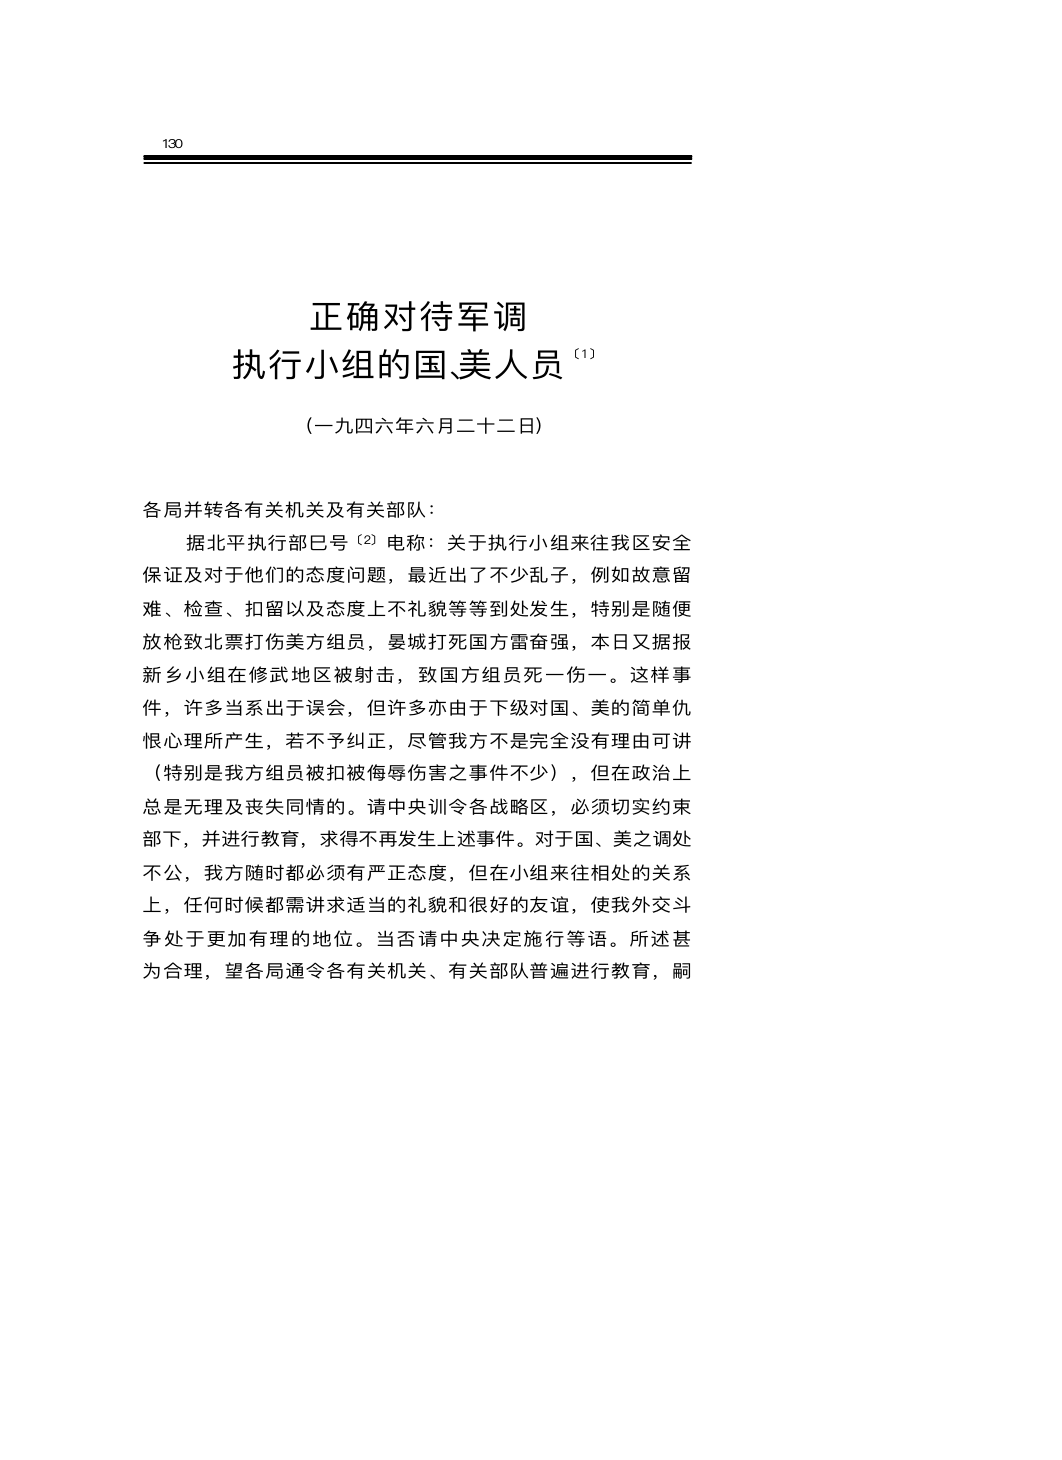 130
正确对待军调
执行小组的国、美人员〔1〕
(一九四六年六月二十二日)
各局并转各有关机关及有关部队：
据北平执行部巳号〔2〕电称：关于执行小组来往我区安全
保证及对于他们的态度问题，最近出了不少乱子，例如故意留
难、检查、扣留以及态度上不礼貌等等到处发生，特别是随便
放枪致北票打伤美方组员，晏城打死国方雷奋强，本日又据报
新乡小组在修武地区被射击，致国方组员死一伤一。这样事
件，许多当系出于误会，但许多亦由于下级对国、美的简单仇
恨心理所产生，若不予纠正，尽管我方不是完全没有理由可讲
（特别是我方组员被扣被侮辱伤害之事件不少），但在政治上
总是无理及丧失同情的。请中央训令各战略区，必须切实约束
部下，并进行教育，求得不再发生上述事件。对于国、美之调处
不公，我方随时都必须有严正态度，但在小组来往相处的关系
上，任何时候都需讲求适当的礼貌和很好的友谊，使我外交斗
争处于更加有理的地位。当否请中央决定施行等语。所述甚
为合理，望各局通令各有关机关、有关部队普遍进行教育，嗣